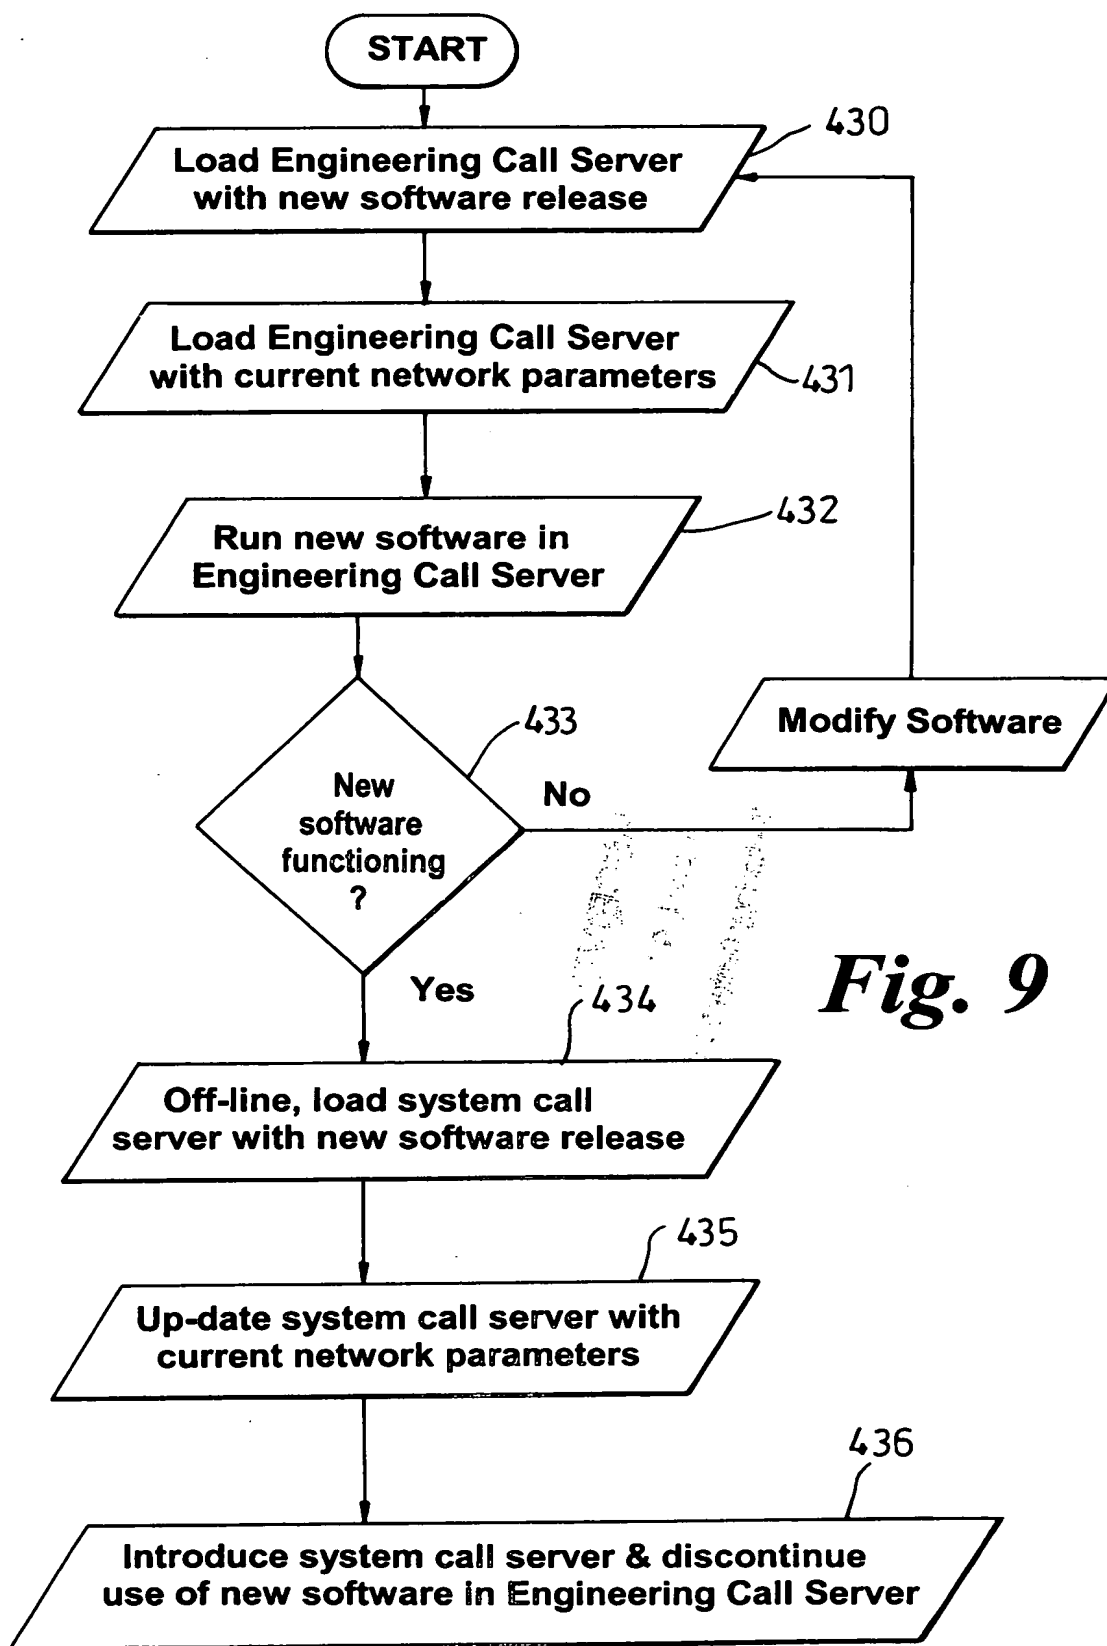 START
430
Load Engineering Call Server
with new software release
Load Engineering Call Server
with current network parameters
431
432
Run new software in
Engineering Call Server
Modify Software
433
New
software
functioning
?
No
Yes
Fig. 9
434
Off-line, load system call
server with new software release
435
Up-date system call server with
current network parameters
436
Introduce system call server & discontinue
use of new software in Engineering Call Server